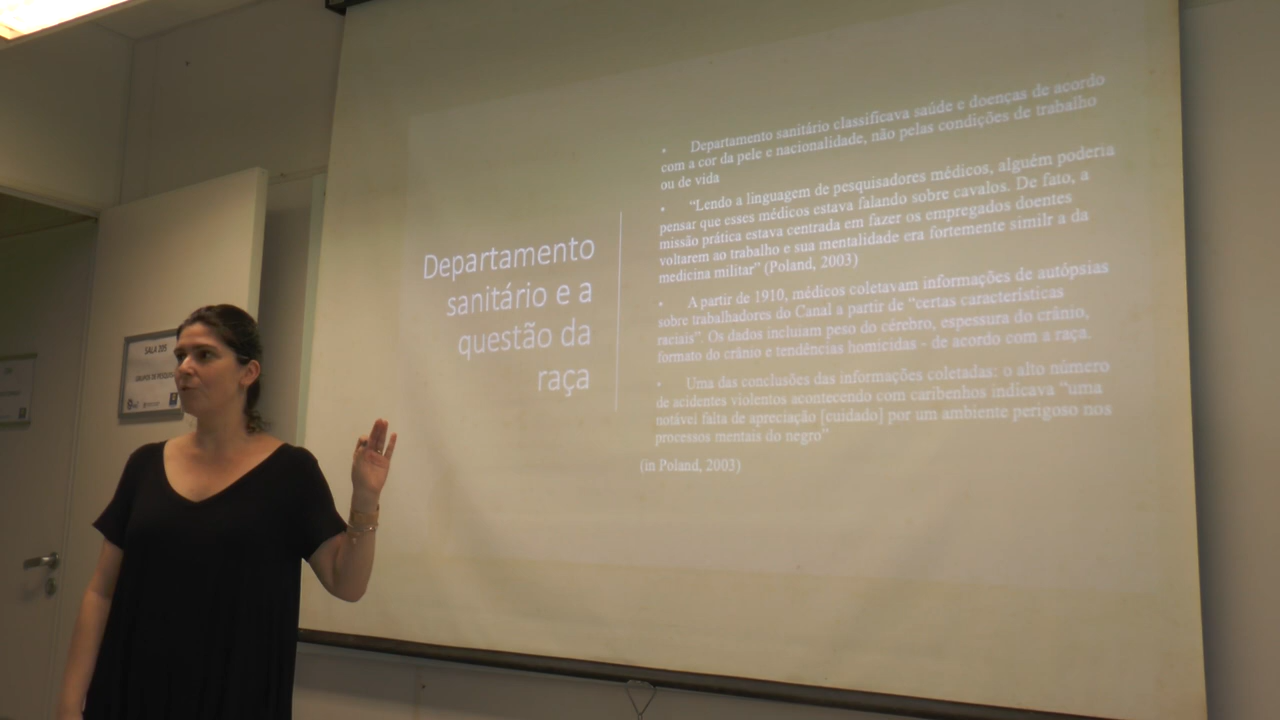 Departamento
sanitário e a
questão da
raça
• Departamento sanitário classificava saúde e doenças de acordo
com a cor da pele e nacionalidade, não pelas condições de trabalho
ou de vida
• “Lendo a linguagem de pesquisadores médicos, alguém poderia
pensar que esses médicos estava falando sobre cavalos. De fato, a
missão prática estava centrada em fazer os empregados doentes
voltarem ao trabalho e sua mentalidade era fortemente similr a da
medicina militar” (Poland, 2003)
• A partir de 1910, médicos coletavam informações de autópsias
sobre trabalhadores do Canal a partir de “certas características
raciais”. Os dados incluiam peso do cérebro, espessura do crânio,
formato do crânio e tendências homicidas - de acordo com a raça.
• Uma das conclusões das informações coletadas: o alto número
de acidentes violentos acontecendo com caribenhos indicava “uma
notável falta de apreciação [cuidado] por um ambiente perigoso nos
processos mentais do negro”
(in Poland, 2003)
SALA 205
GRUPOS DE PESQUISA